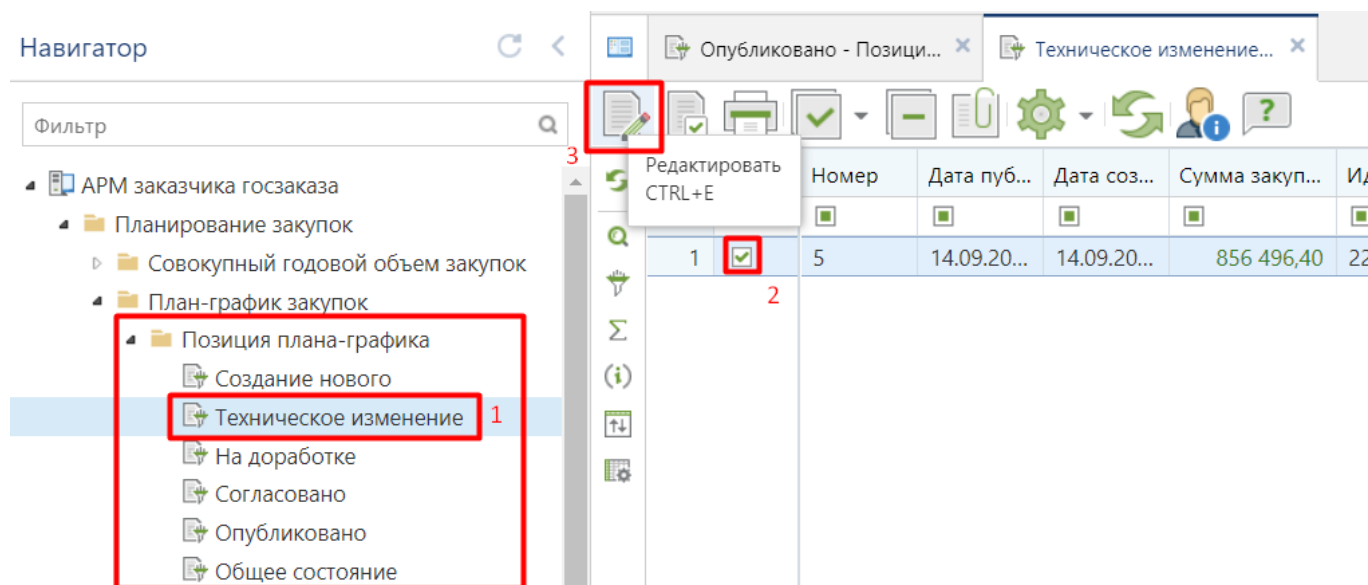 Навигатор
Опубликовано - Позици...
Техническое изменение...
Фильтр
3
Редактировать
CTRL+E
Номер
Дата пуб...
Дата соз...
Сумма закуп...
Ид
АРМ заказчика госзаказа
Планирование закупок
Совокупный годовой объем закупок
План-график закупок
Позиция плана-графика
Создание нового
Техническое изменение
1
На доработке
Согласовано
Опубликовано
Общее состояние
1
5
14.09.20...
14.09.20...
856 496,40
22
2